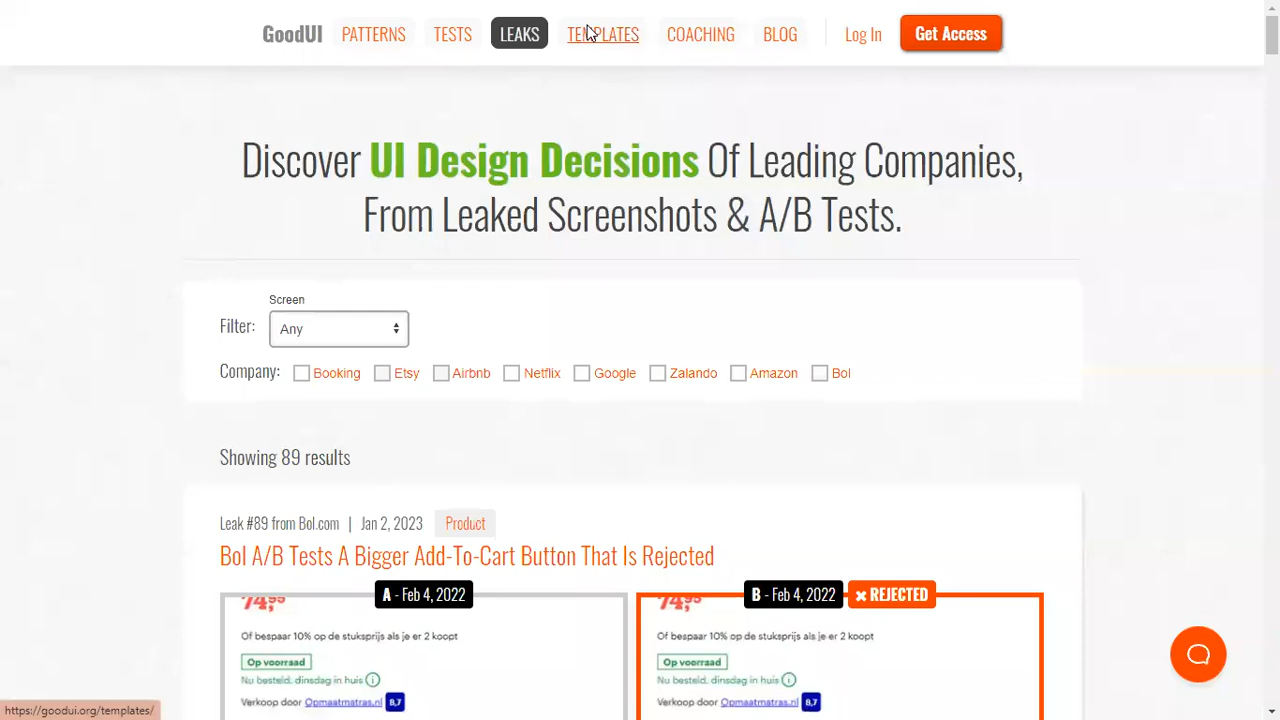 GoodUI PATTERNS TESTS LEAKS TEMPLATES COACHING BLOG Log In Get Access
Discover UI Design Decisions Of Leading Companies,
From Leaked Screenshots & A/B Tests.
Screen
Filter: Any
Company: Booking Etsy Airbnb Netflix Google Zalando Amazon Bol
Showing 89 results
Leak #89 from Bol.com | Jan 2, 2023 Product
Bol A/B Tests A Bigger Add-To-Cart Button That Is Rejected
A - Feb 4, 2022
74,95
Of bespaar 10% op de stuksprijs als je er 2 koopt
Op voorraad
Nu besteld, dinsdag in huis
Verkoop door Opmaatmatras.nl 8,7
B - Feb 4, 2022 REJECTED
74,95
Of bespaar 10% op de stuksprijs als je er 2 koopt
Op voorraad
Nu besteld, dinsdag in huis
Verkoop door Opmaatmatras.nl 8,7
https://goodui.org/templates/